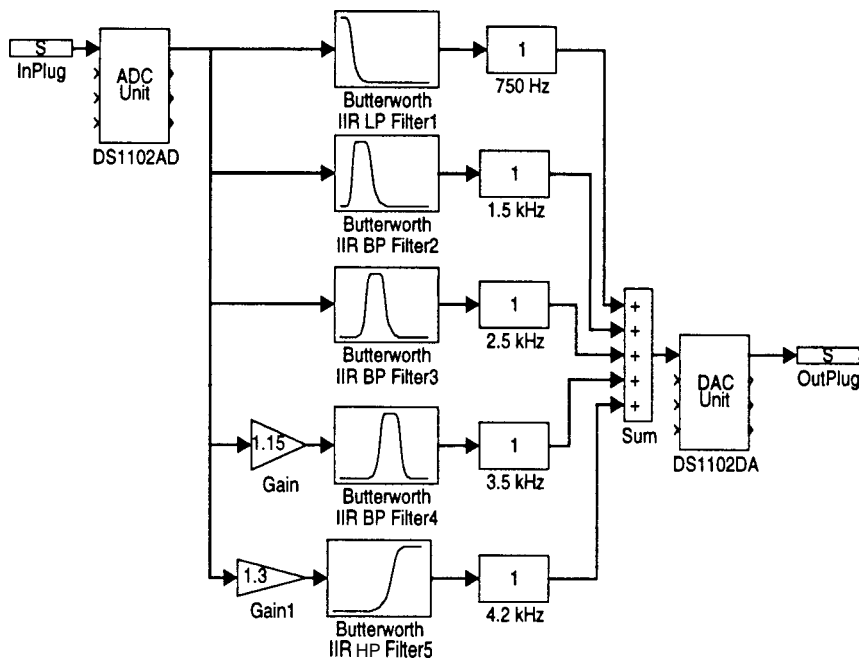 S
InPlug
ADC
Unit
DS1102AD
Butterworth
IIR LP Filter1
1
750 Hz
Butterworth
IIR BP Filter2
1
1.5 kHz
Butterworth
IIR BP Filter3
1
2.5 kHz
1.15
Gain
Butterworth
IIR BP Filter4
1
3.5 kHz
1.3
Gain1
Butterworth
IIR HP Filter5
1
4.2 kHz
+
+
+
+
+
Sum
DAC
Unit
DS1102DA
S
OutPlug